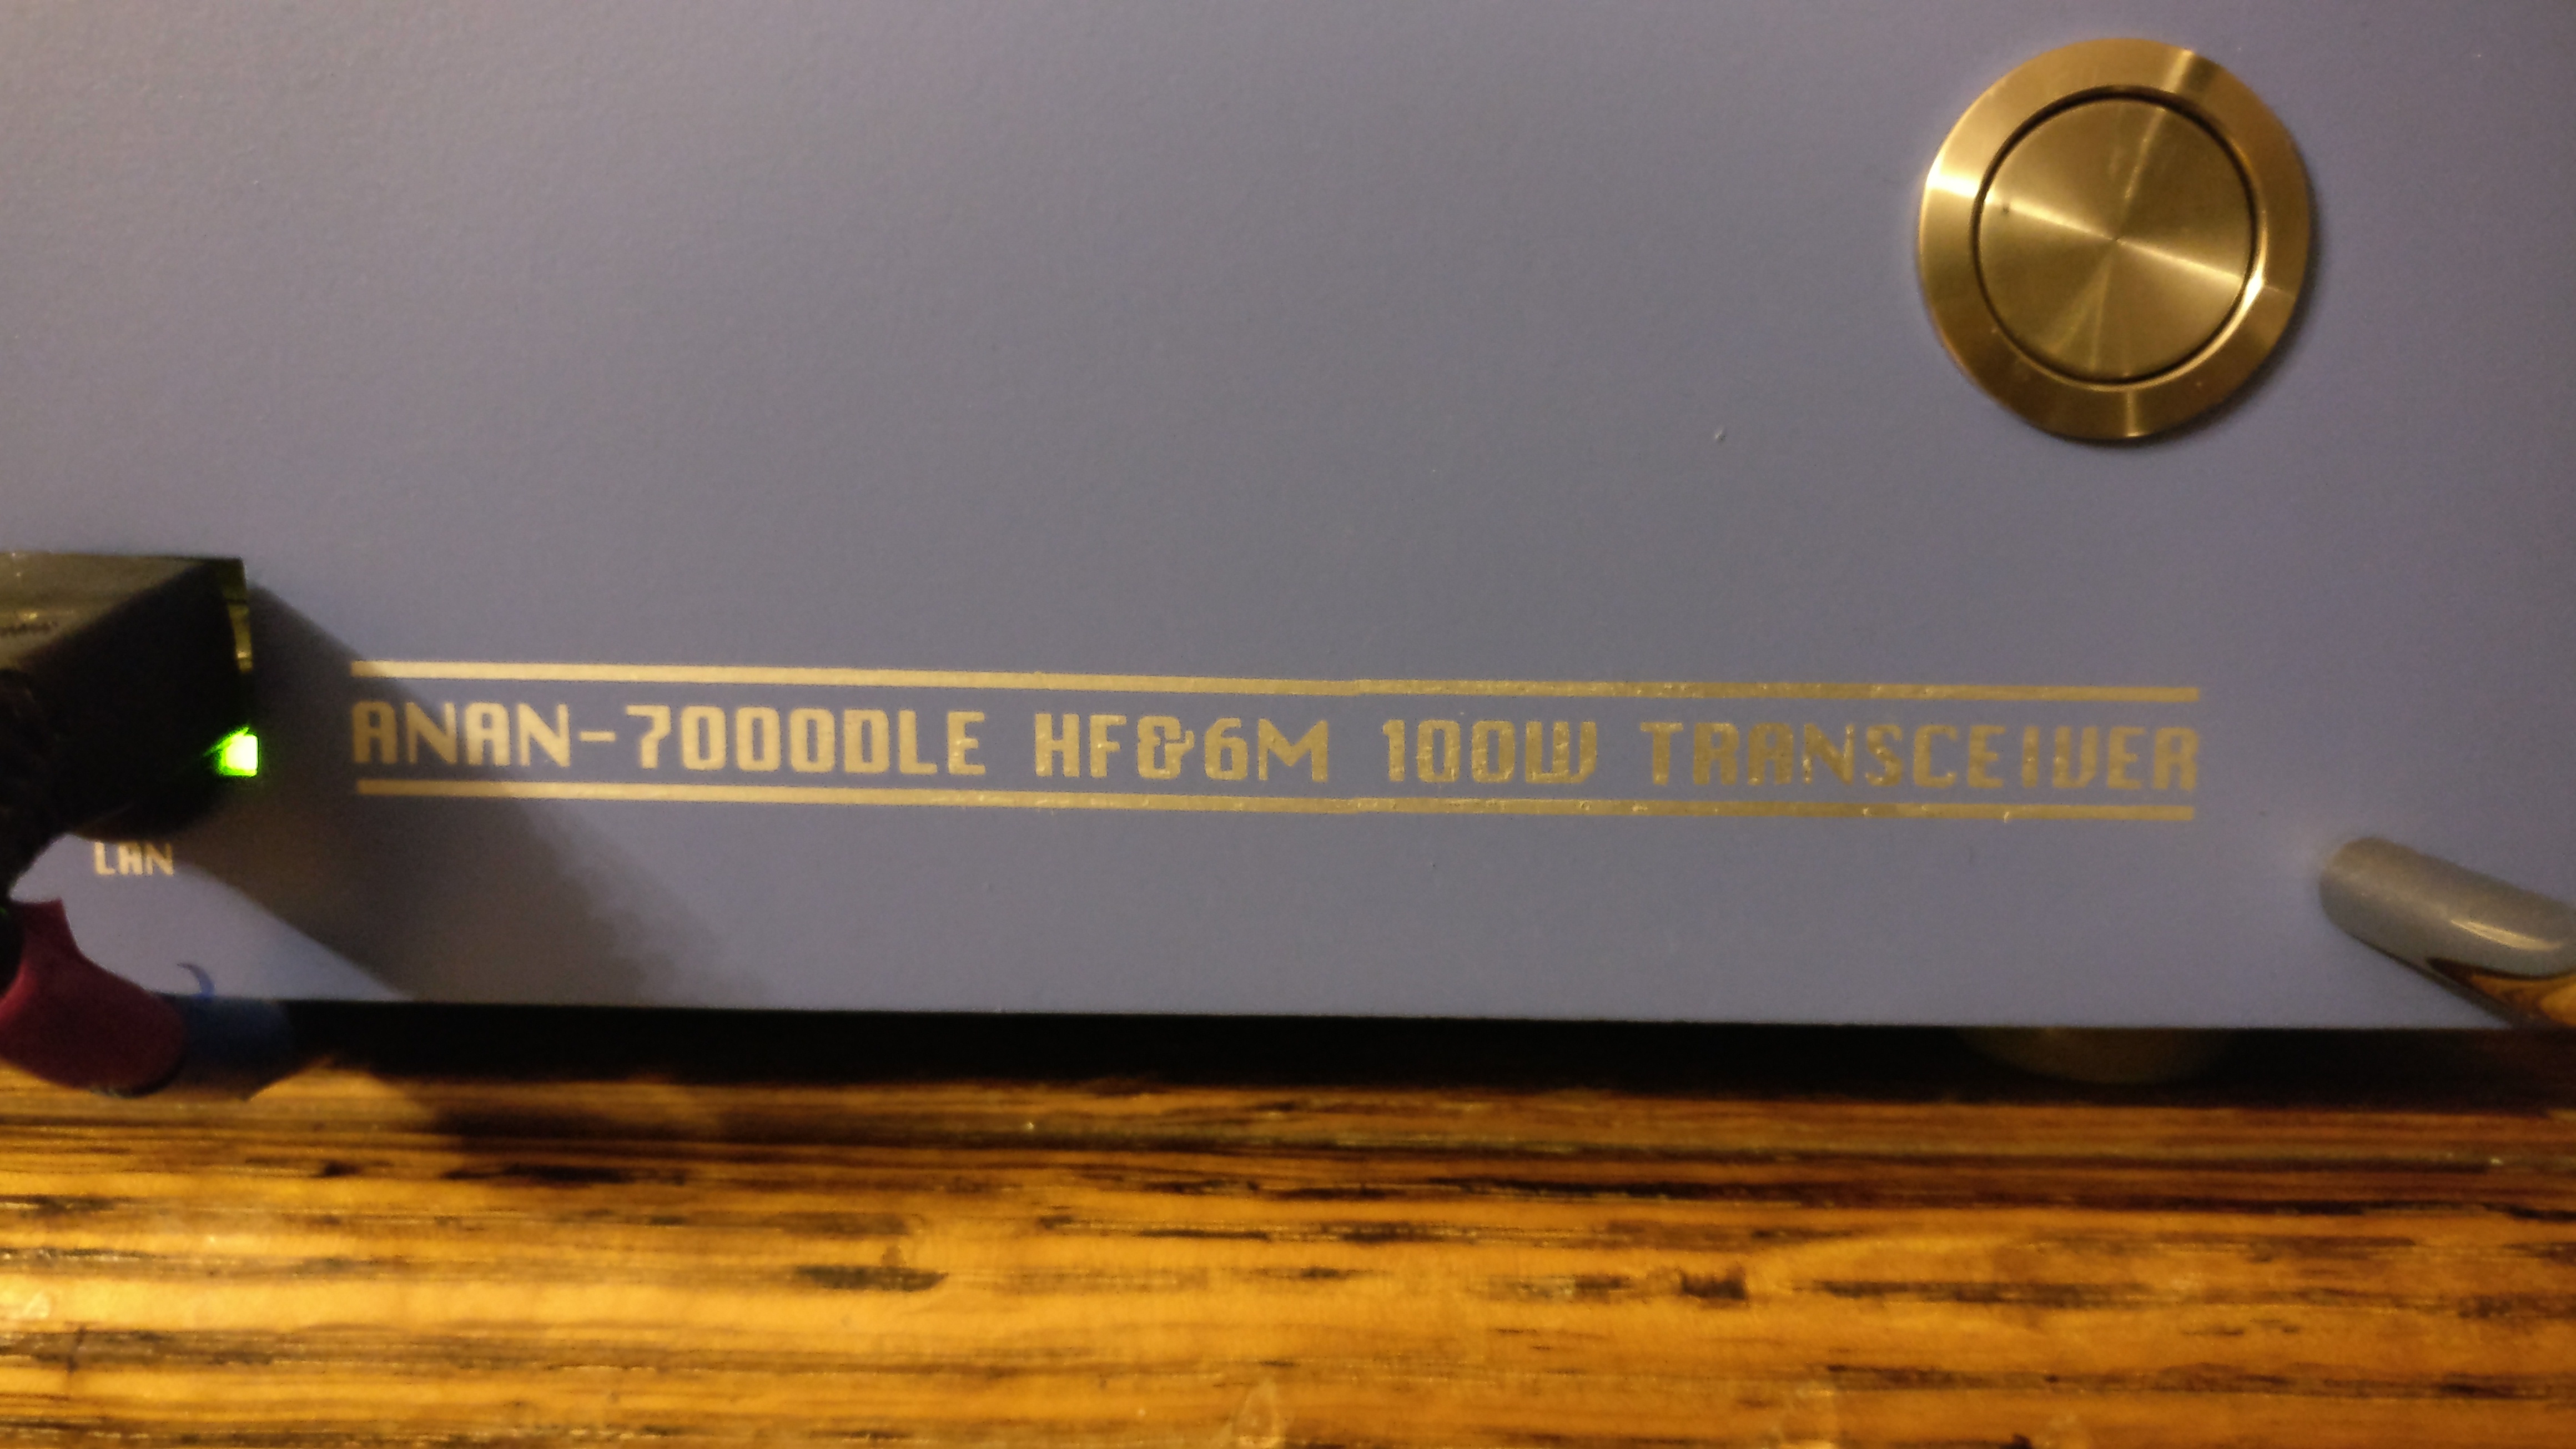 ANAN-7000DLE HF&6M 100W TRANSCEIVER
LAN